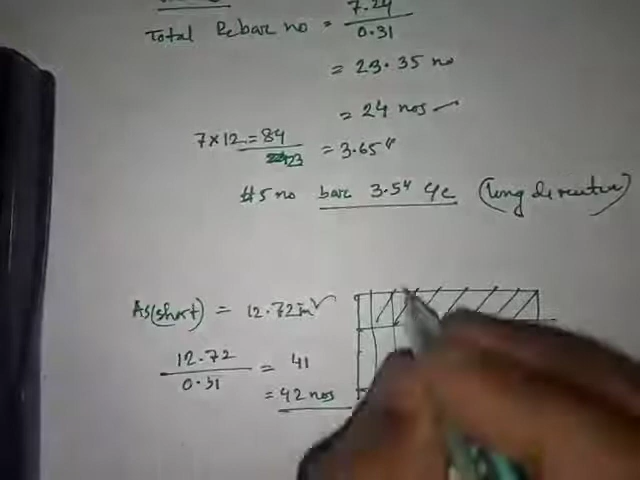 Total Rebar no = 7.24 / 0.31
= 23.35 no
= 24 nos
7×12=84 / 23 = 3.65"
#5 no bar 3.5" c/c (long direction)
As(short) = 12.72 in²
12.72 / 0.31 = 41
= 42 nos